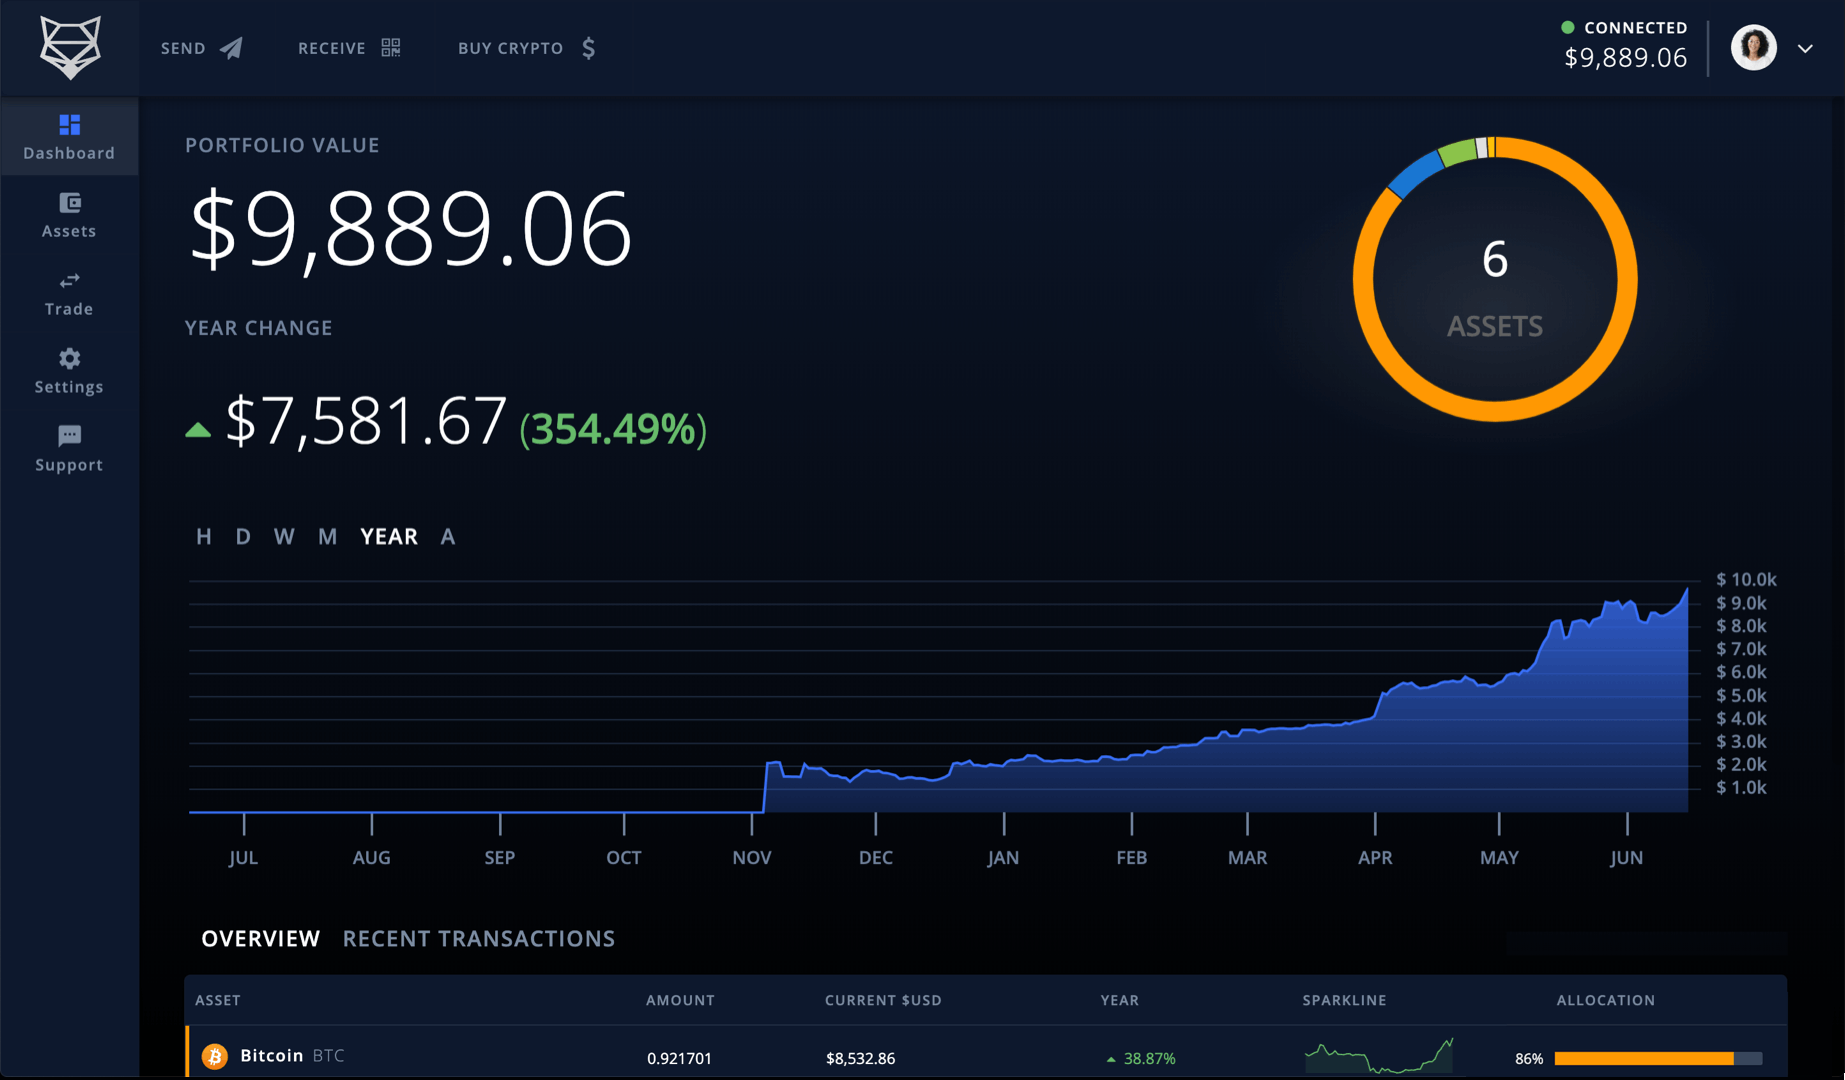 SEND
RECEIVE
BUY CRYPTO $
CONNECTED
$9,889.06
Dashboard
Assets
Trade
Settings
Support
PORTFOLIO VALUE
$9,889.06
YEAR CHANGE
$7,581.67 (354.49%)
6
ASSETS
H D W M YEAR A
$ 10.0k
$ 9.0k
$ 8.0k
$ 7.0k
$ 6.0k
$ 5.0k
$ 4.0k
$ 3.0k
$ 2.0k
$ 1.0k
JUL AUG SEP OCT NOV DEC JAN FEB MAR APR MAY JUN
OVERVIEW RECENT TRANSACTIONS
ASSET AMOUNT CURRENT $USD YEAR SPARKLINE ALLOCATION
Bitcoin BTC 0.921701 $8,532.86 38.87% 86%